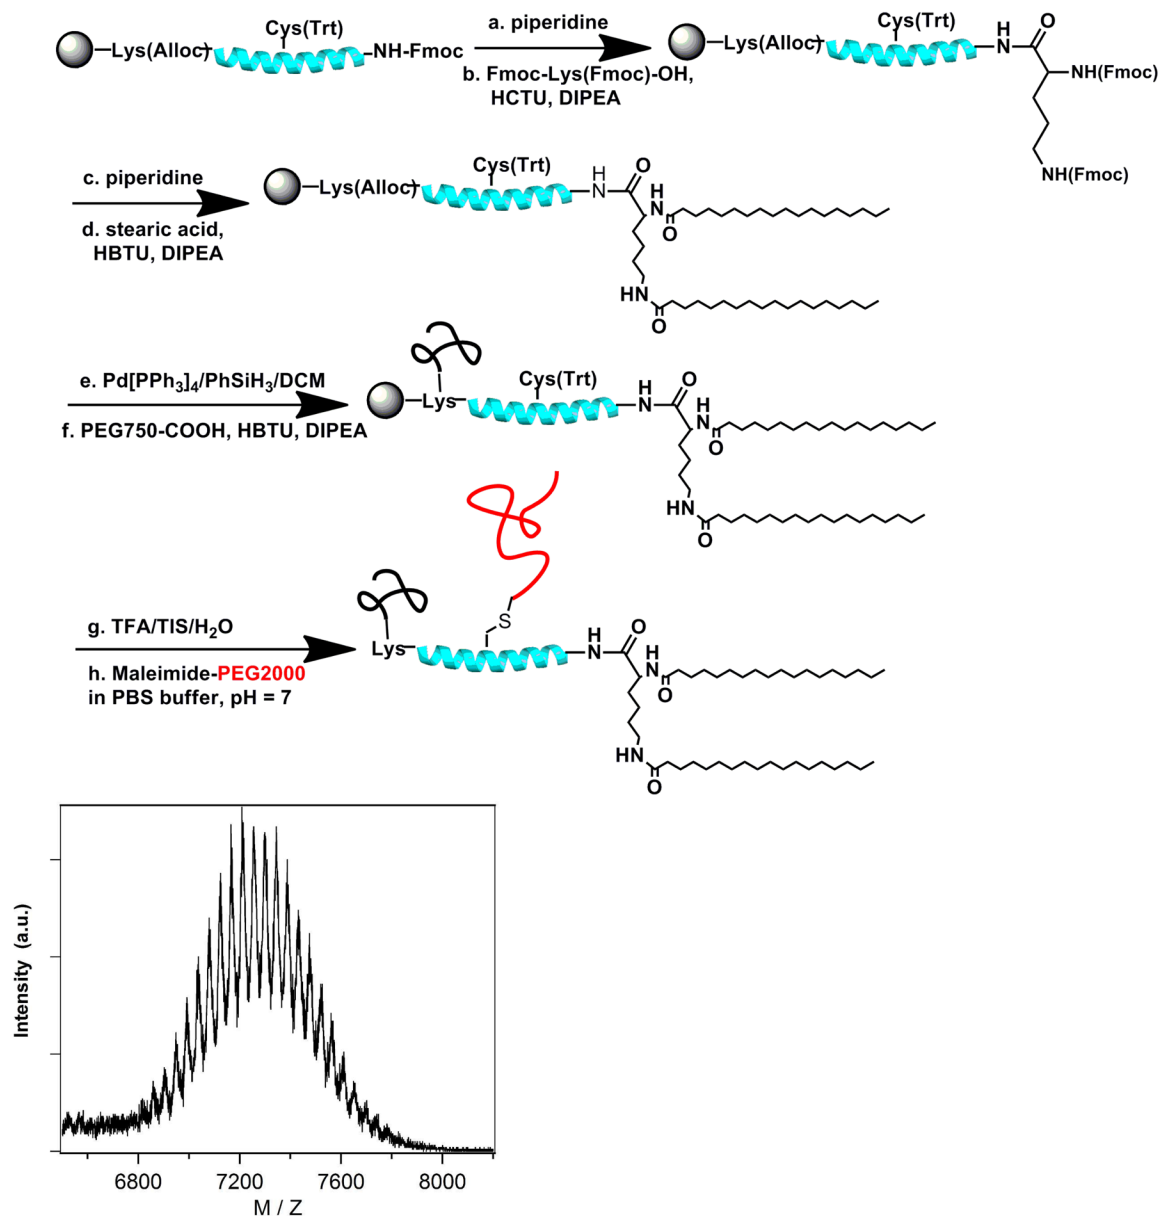 Cys(Trt)
Lys(Alloc)
NH-Fmoc
a. piperidine
b. Fmoc-Lys(Fmoc)-OH,
HCTU, DIPEA
Cys(Trt)
Lys(Alloc)
H
N
O
NH(Fmoc)
NH(Fmoc)
c. piperidine
d. stearic acid,
HBTU, DIPEA
Cys(Trt)
Lys(Alloc)
H
N
O
H
N
O
HN
O
e. Pd[PPh3]4/PhSiH3/DCM
f. PEG750-COOH, HBTU, DIPEA
Lys
Cys(Trt)
H
N
O
H
N
O
HN
O
g. TFA/TIS/H2O
h. Maleimide-PEG2000
in PBS buffer, pH = 7
Lys
S
H
N
O
H
N
O
HN
O
Intensity (a.u.)
6800 7200 7600 8000
M / Z